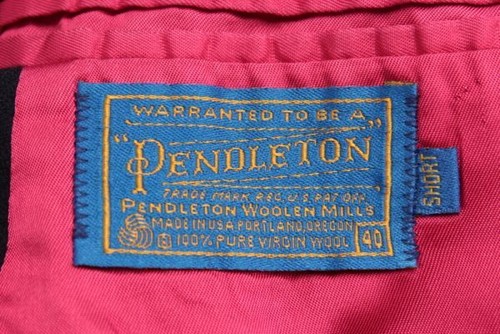 WARRANTED TO BE A
"PENDLETON"
TRADE MARK REG. U.S. PAT OFF.
PENDLETON WOOLEN MILLS
MADE IN U.S.A PORTLAND, OREGON
100% PURE VIRGIN WOOL 40
SHORT